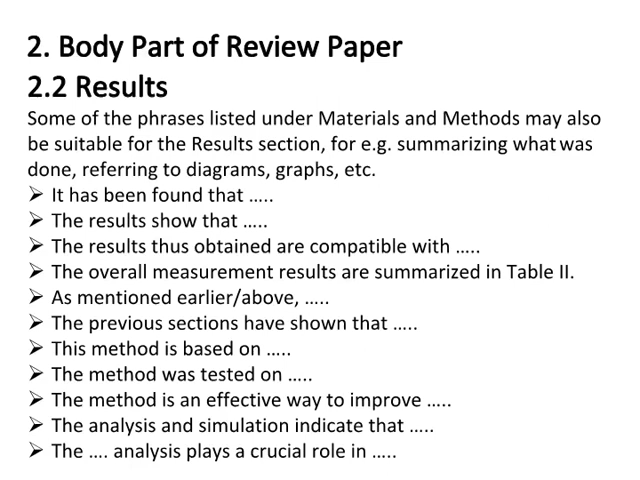 2. Body Part of Review Paper
2.2 Results
Some of the phrases listed under Materials and Methods may also
be suitable for the Results section, for e.g. summarizing what was
done, referring to diagrams, graphs, etc.
➢ It has been found that …..
➢ The results show that …..
➢ The results thus obtained are compatible with …..
➢ The overall measurement results are summarized in Table II.
➢ As mentioned earlier/above, …..
➢ The previous sections have shown that …..
➢ This method is based on …..
➢ The method was tested on …..
➢ The method is an effective way to improve …..
➢ The analysis and simulation indicate that …..
➢ The …. analysis plays a crucial role in …..